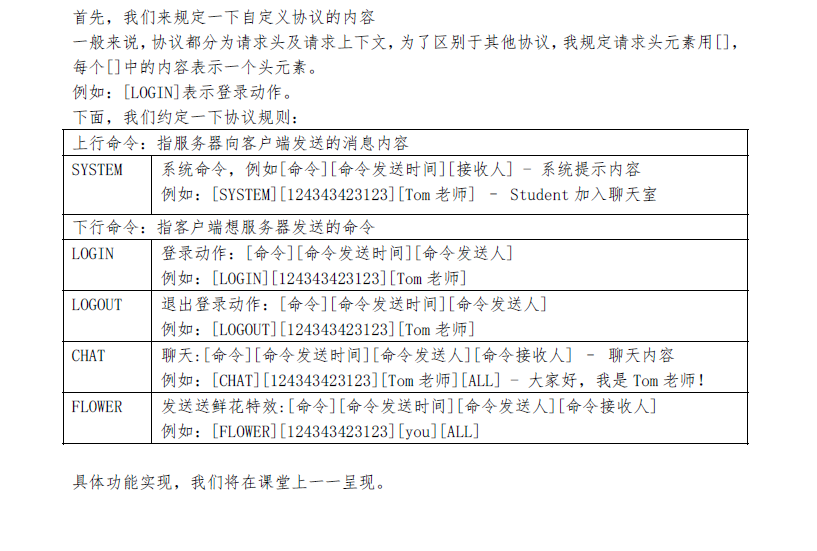 首先，我们来规定一下自定义协议的内容
一般来说，协议都分为请求头及请求上下文，为了区别于其他协议，我规定请求头元素用[]，
每个[]中的内容表示一个头元素。
例如：[LOGIN]表示登录动作。
下面，我们约定一下协议规则：
上行命令：指服务器向客户端发送的消息内容
SYSTEM 系统命令，例如[命令][命令发送时间][接收人] - 系统提示内容
例如：[SYSTEM][124343423123][Tom 老师] – Student 加入聊天室
下行命令：指客户端想服务器发送的命令
LOGIN 登录动作：[命令][命令发送时间][命令发送人]
例如：[LOGIN][124343423123][Tom 老师]
LOGOUT 退出登录动作：[命令][命令发送时间][命令发送人]
例如：[LOGOUT][124343423123][Tom 老师]
CHAT 聊天:[命令][命令发送时间][命令发送人][命令接收人] – 聊天内容
例如：[CHAT][124343423123][Tom 老师][ALL] - 大家好，我是 Tom 老师！
FLOWER 发送送鲜花特效:[命令][命令发送时间][命令发送人][命令接收人]
例如：[FLOWER][124343423123][you][ALL]
具体功能实现，我们将在课堂上一一呈现。